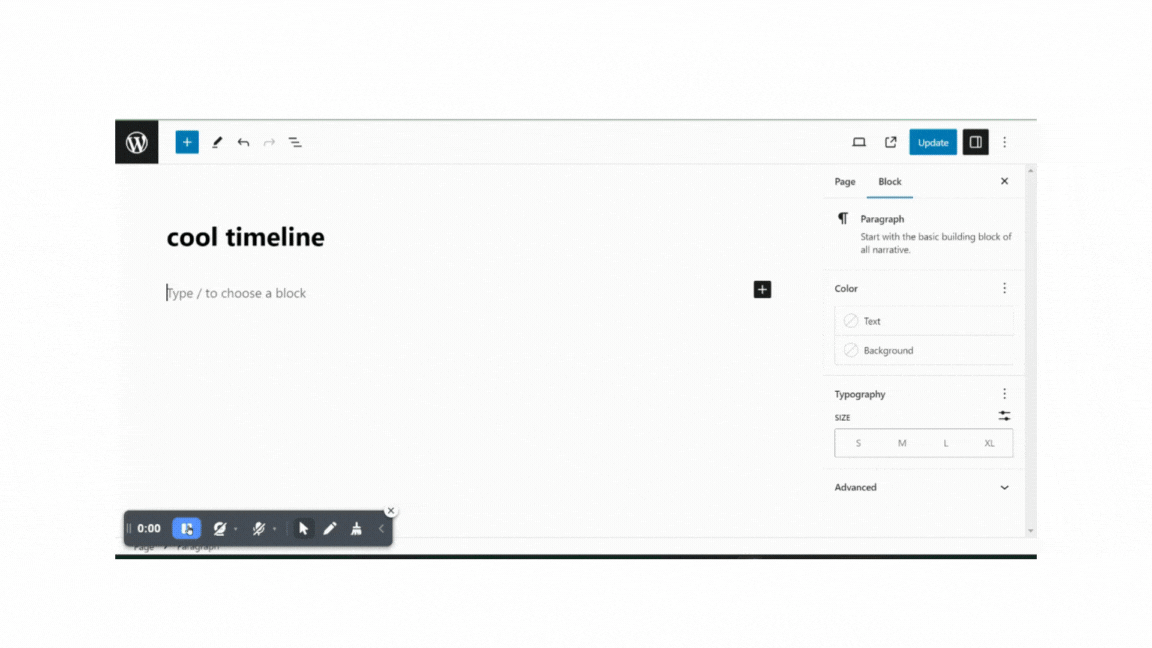 Update
Page Block
cool timeline
Paragraph
Start with the basic building block of
all narrative.
Type / to choose a block
Color
Text
Background
Typography
SIZE
S M L XL
Advanced
0:00
Page Paragraph